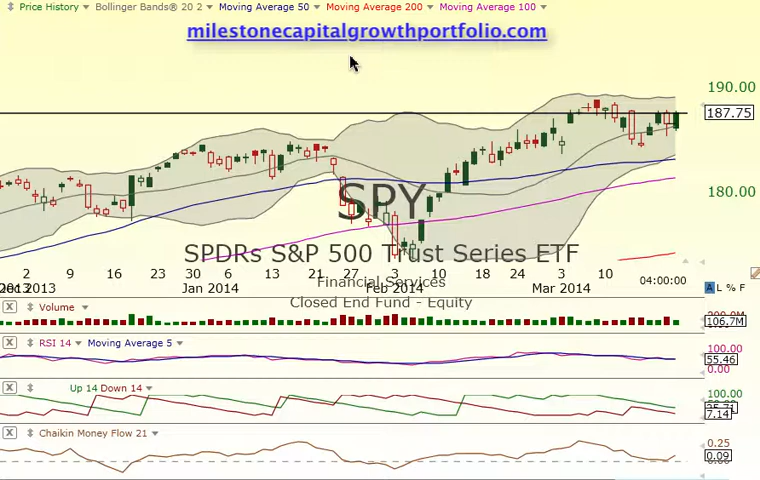 Price History Bollinger Bands® 20 2 Moving Average 50 Moving Average 200 Moving Average 100
milestonecapitalgrowthportfolio.com
190.00
187.75
180.00
SPY
SPDRs S&P 500 Trust Series ETF
Financial Services
Closed End Fund - Equity
2 9 16 23 30 6 13 21 27 3 10 18 24 3 10 04:00:00
2013 Jan 2014 Feb 2014 Mar 2014 A L % F
X Volume
106.7M
X RSI 14 Moving Average 5 100.00
55.46
0.00
X Up 14 Down 14 100.00
7.14
X Chaikin Money Flow 21 0.25
0.09